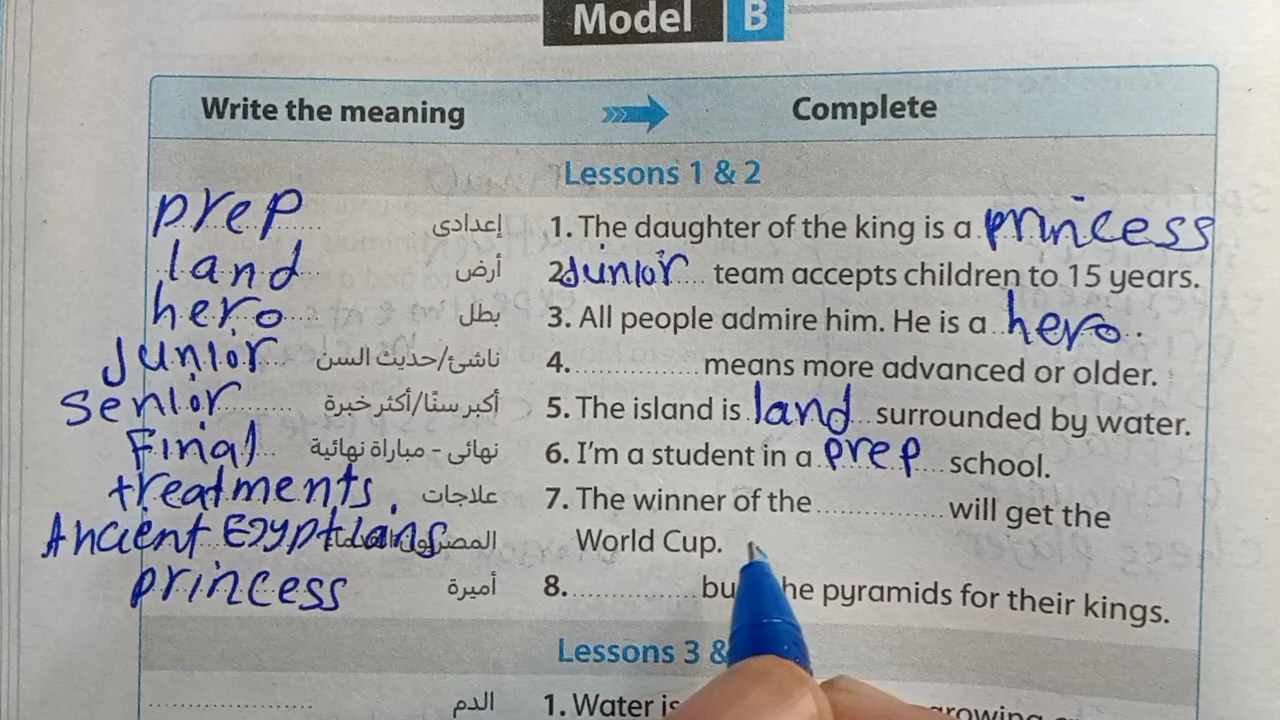 Model B
Write the meaning Complete
Lessons 1 & 2
prep إعدادى 1. The daughter of the king is a princess
land أرض 2 Junior team accepts children to 15 years.
hero بطل 3. All people admire him. He is a hero.
Junior ناشئ/حديث السن 4. means more advanced or older.
Senior أكبر سنًا/أكثر خبرة 5. The island is land surrounded by water.
Final نهائى - مباراة نهائية 6. I'm a student in a prep school.
treatments علاجات 7. The winner of the will get the
Ancient Egyptians World Cup.
princess أميرة 8. the pyramids for their kings.
Lessons 3 &
الدم 1. Water is